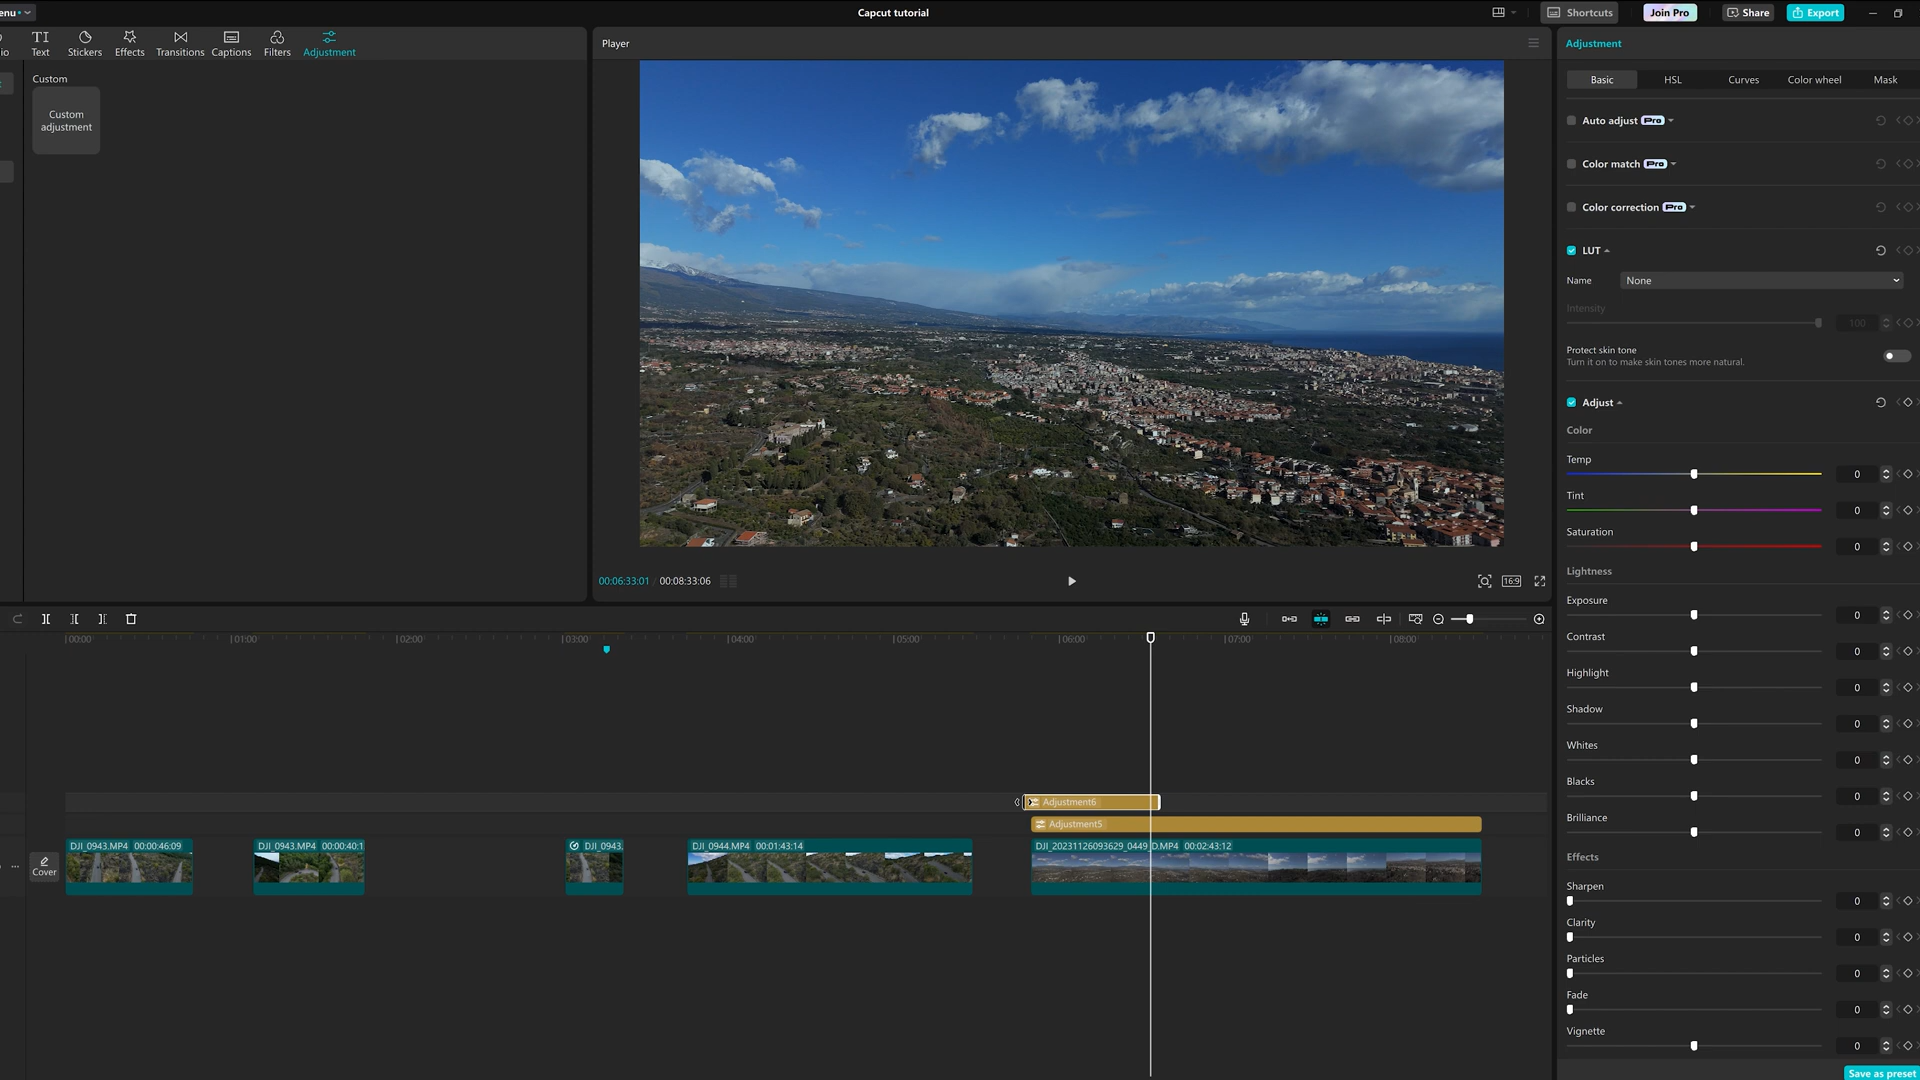 enu
Capcut tutorial
Shortcuts
Join Pro
Share
Export
io
Text
Stickers
Effects
Transitions
Captions
Filters
Adjustment
Custom
Custom
adjustment
Player
00:06:33:01 / 00:08:33:06
16:9
Adjustment
Basic
HSL
Curves
Color wheel
Mask
Auto adjust Pro
Color match Pro
Color correction Pro
LUT
Name
None
Intensity
100
Protect skin tone
Turn it on to make skin tones more natural.
Adjust
Color
Temp
0
Tint
0
Saturation
0
Lightness
Exposure
0
Contrast
0
Highlight
0
Shadow
0
Whites
0
Blacks
0
Brilliance
0
Effects
Sharpen
0
Clarity
0
Particles
0
Fade
0
Vignette
0
Save as preset
00:00
01:00
02:00
03:00
04:00
05:00
06:00
07:00
08:00
Adjustment6
Adjustment5
Cover
DJI_0943.MP4 00:00:46:09
DJI_0943.MP4 00:00:40:1
DJI_0943.
DJI_0944.MP4 00:01:43:14
DJI_20231126093629_0449_D.MP4 00:02:43:12